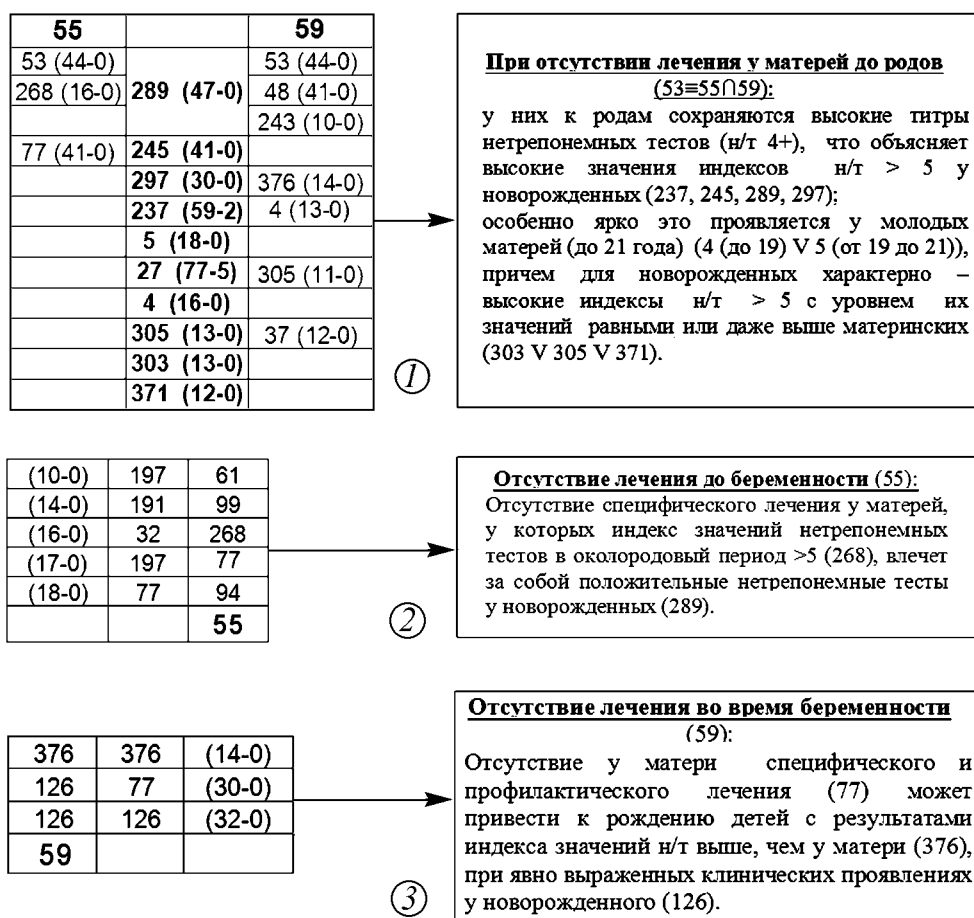 55 59
53 (44-0) 53 (44-0)
268 (16-0) 289 (47-0) 48 (41-0)
243 (10-0)
77 (41-0) 245 (41-0)
297 (30-0) 376 (14-0)
237 (59-2) 4 (13-0)
5 (18-0)
27 (77-5) 305 (11-0)
4 (16-0)
305 (13-0) 37 (12-0)
303 (13-0)
371 (12-0)
1
При отсутствии лечения у матерей до родов
(53≡55∩59):
у них к родам сохраняются высокие титры
нетрепонемных тестов (н/т 4+), что объясняет
высокие значения индексов н/т > 5 у
новорожденных (237, 245, 289, 297);
особенно ярко это проявляется у молодых
матерей (до 21 года) (4 (до 19) V 5 (от 19 до 21)),
причем для новорожденных характерно –
высокие индексы н/т > 5 с уровнем их
значений равными или даже выше материнских
(303 V 305 V 371).
(10-0) 197 61
(14-0) 191 99
(16-0) 32 268
(17-0) 197 77
(18-0) 77 94
55
2
Отсутствие лечения до беременности (55):
Отсутствие специфического лечения у матерей,
у которых индекс значений нетрепонемных
тестов в околородовый период >5 (268), влечет
за собой положительные нетрепонемные тесты
у новорожденных (289).
376 376 (14-0)
126 77 (30-0)
126 126 (32-0)
59
3
Отсутствие лечения во время беременности
(59):
Отсутствие у матери специфического и
профилактического лечения (77) может
привести к рождению детей с результатами
индекса значений н/т выше, чем у матери (376),
при явно выраженных клинических проявлениях
у новорожденного (126).